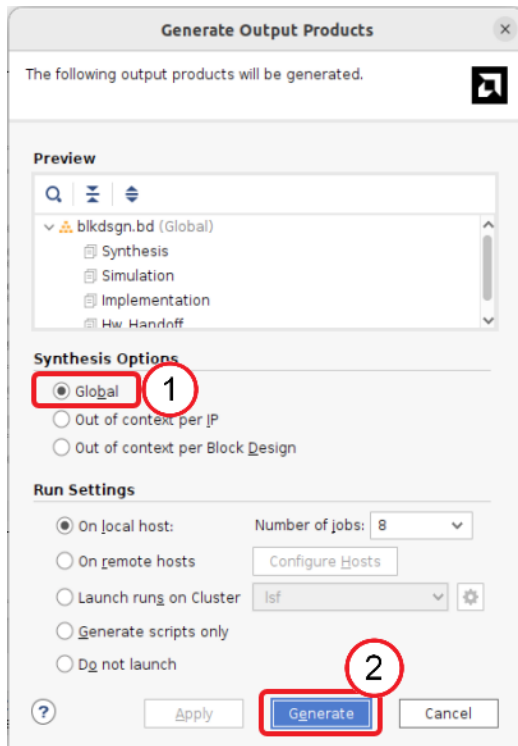 Generate Output Products
The following output products will be generated.
Preview
blkdsgn.bd (Global)
Synthesis
Simulation
Implementation
Hw_Handoff
Synthesis Options
Global 1
Out of context per IP
Out of context per Block Design
Run Settings
On local host: Number of jobs: 8
On remote hosts Configure Hosts
Launch runs on Cluster lsf
Generate scripts only
Do not launch
2
? Apply Generate Cancel